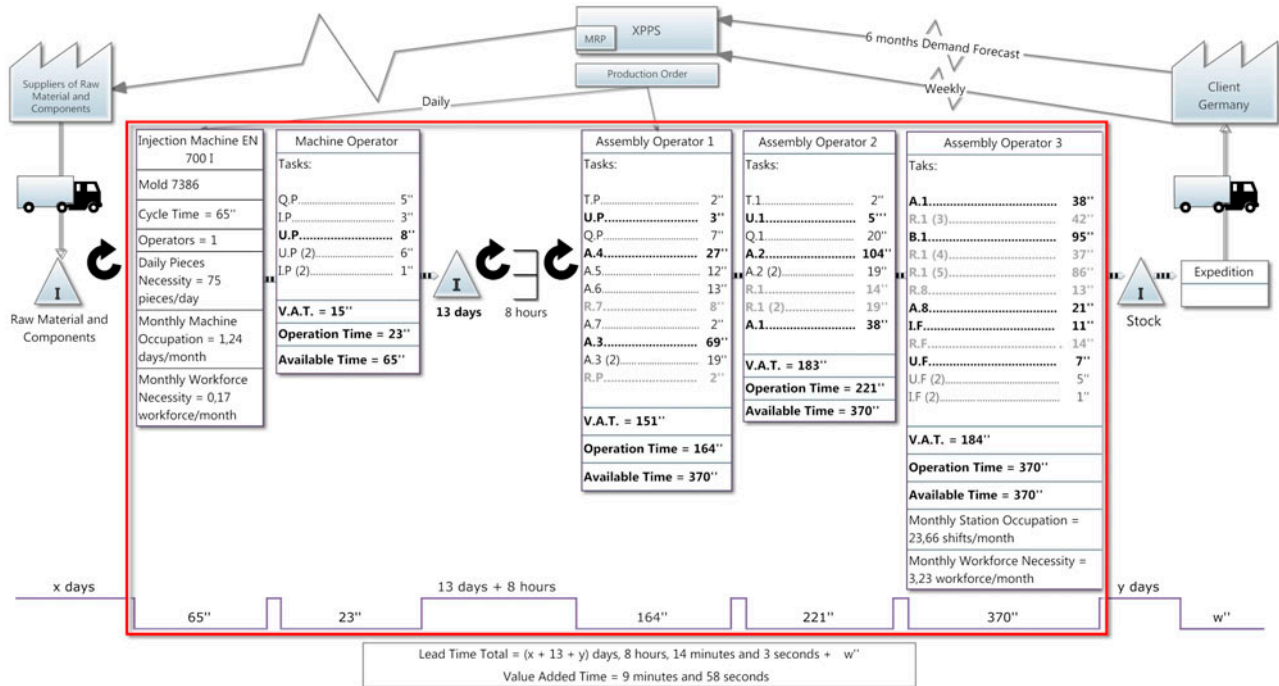 XPPS
MRP
Production Order
6 months Demand Forecast
Weekly
Daily
Suppliers of Raw
Material and
Components
Client
Germany
I
Raw Material and
Components
Injection Machine EN
700 I
Mold 7386
Cycle Time = 65''
Operators = 1
Daily Pieces
Necessity = 75
pieces/day
Monthly Machine
Occupation = 1,24
days/month
Monthly Workforce
Necessity = 0,17
workforce/month
Machine Operator
Tasks:
Q.P 5''
I.P 3''
U.P 8''
U.P (2) 6''
I.P (2) 1''
V.A.T. = 15''
Operation Time = 23''
Available Time = 65''
I
13 days
8 hours
Assembly Operator 1
Tasks:
T.P 2''
U.P 3''
Q.P 7''
A.4 27''
A.5 12''
A.6 13''
R.7 8''
A.7 2''
A.3 69''
A.3 (2) 19''
R.P 2''
V.A.T. = 151''
Operation Time = 164''
Available Time = 370''
Assembly Operator 2
Tasks:
T.1 2''
U.1 5'''
Q.1 20''
A.2 104''
A.2 (2) 19''
R.1 14''
R.1 (2) 19''
A.1 38''
V.A.T. = 183''
Operation Time = 221''
Available Time = 370''
Assembly Operator 3
Taks:
A.1 38''
R.1 (3) 42''
B.1 95''
R.1 (4) 37''
R.1 (5) 86''
R.8 13''
A.8 21''
I.F 11''
R.F 14''
U.F 7''
U.F (2) 5''
I.F (2) 1''
V.A.T. = 184''
Operation Time = 370''
Available Time = 370''
Monthly Station Occupation =
23,66 shifts/month
Monthly Workforce Necessity =
3,23 workforce/month
I
Stock
Expedition
x days
65''
23''
13 days + 8 hours
164''
221''
370''
y days
w''
Lead Time Total = (x + 13 + y) days, 8 hours, 14 minutes and 3 seconds + w''
Value Added Time = 9 minutes and 58 seconds